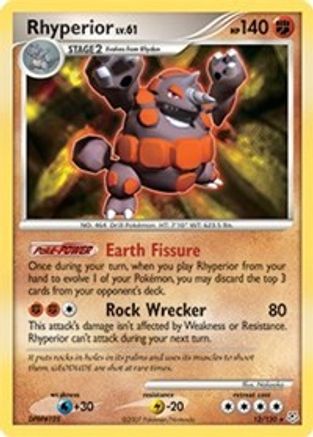 Rhyperior LV.61
HP 140
STAGE 2 Evolves from Rhydon
NO. 464 Drill Pokémon HT: 7'10" WT: 623.5 lbs.
POKÉ-POWER Earth Fissure
Once during your turn, when you play Rhyperior from your
hand to evolve 1 of your Pokémon, you may discard the top 3
cards from your opponent's deck.
Rock Wrecker 80
This attack's damage isn't affected by Weakness or Resistance.
Rhyperior can't attack during your next turn.
It puts rocks in holes in its palms and uses its muscles to shoot
them. GEODUDE are shot at rare times.
weakness
+30
resistance
-20
retreat cost
©2007 Pokémon
12/130